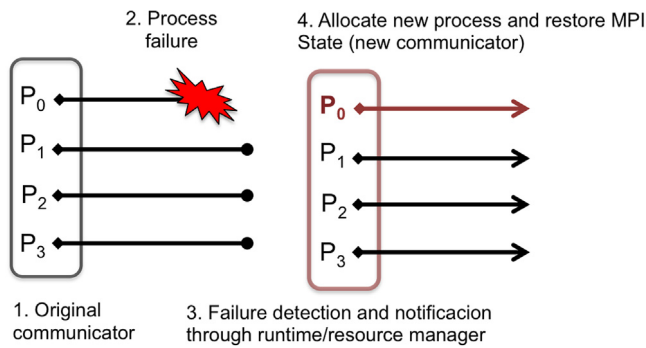 2. Process
failure
4. Allocate new process and restore MPI
State (new communicator)
P0
P1
P2
P3
P0
P1
P2
P3
1. Original
communicator
3. Failure detection and notificacion
through runtime/resource manager